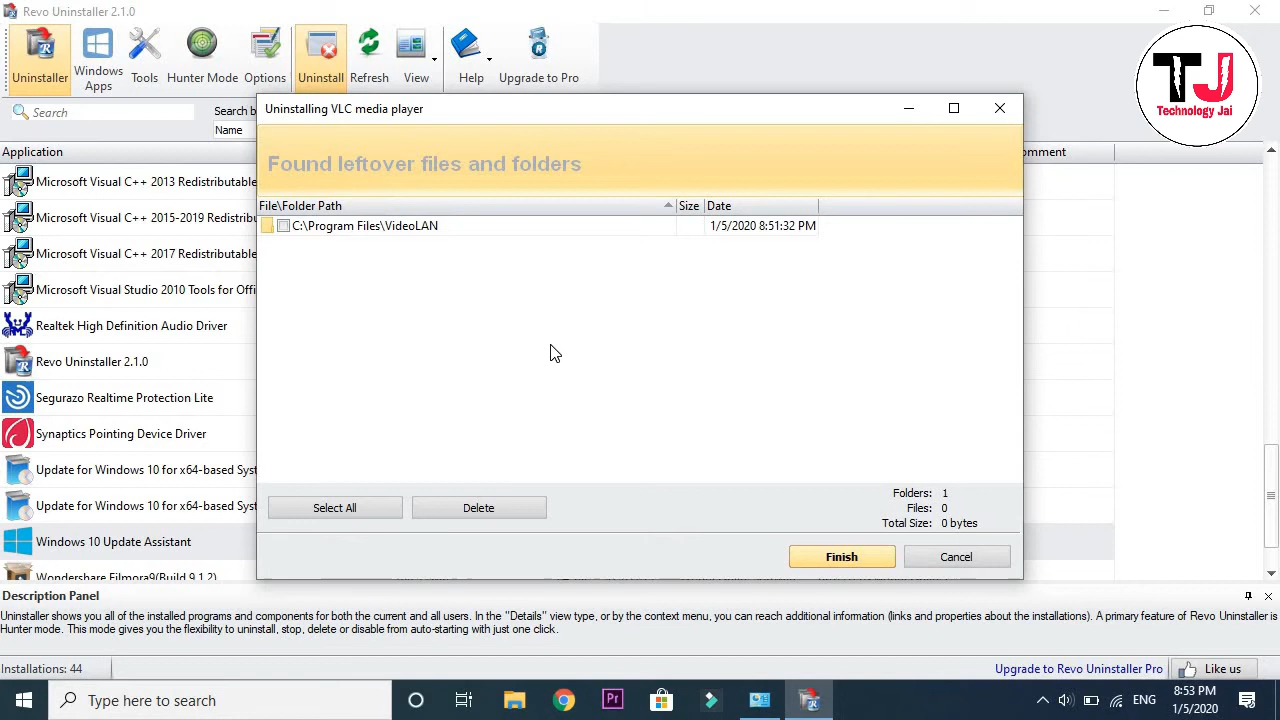 Revo Uninstaller 2.1.0
Uninstaller
Windows Apps
Tools
Hunter Mode
Options
Uninstall
Refresh
View
Help
Upgrade to Pro
TJ
Technology Jai
Search
Search b
Name
Application
omment
Microsoft Visual C++ 2013 Redistributable
Microsoft Visual C++ 2015-2019 Redistribu
Microsoft Visual C++ 2017 Redistributable
Microsoft Visual Studio 2010 Tools for Offi
Realtek High Definition Audio Driver
Revo Uninstaller 2.1.0
Segurazo Realtime Protection Lite
Synaptics Pointing Device Driver
Update for Windows 10 for x64-based Syst
Update for Windows 10 for x64-based Syst
Windows 10 Update Assistant
Wondershare Filmora9(Build 9.1.2)
Uninstalling VLC media player
Found leftover files and folders
File\Folder Path Size Date
C:\Program Files\VideoLAN 1/5/2020 8:51:32 PM
Select All
Delete
Folders: 1
Files: 0
Total Size: 0 bytes
Finish
Cancel
Description Panel
Uninstaller shows you all of the installed programs and components for both the current and all users. In the "Details" view type, or by the context menu, you can reach additional information (links and properties about the installations). A primary feature of Revo Uninstaller is
Hunter mode. This mode gives you the flexibility to uninstall, stop, delete or disable from auto-starting with just one click.
Installations: 44
Upgrade to Revo Uninstaller Pro
Like us
Type here to search
Pr
ENG
8:53 PM
1/5/2020